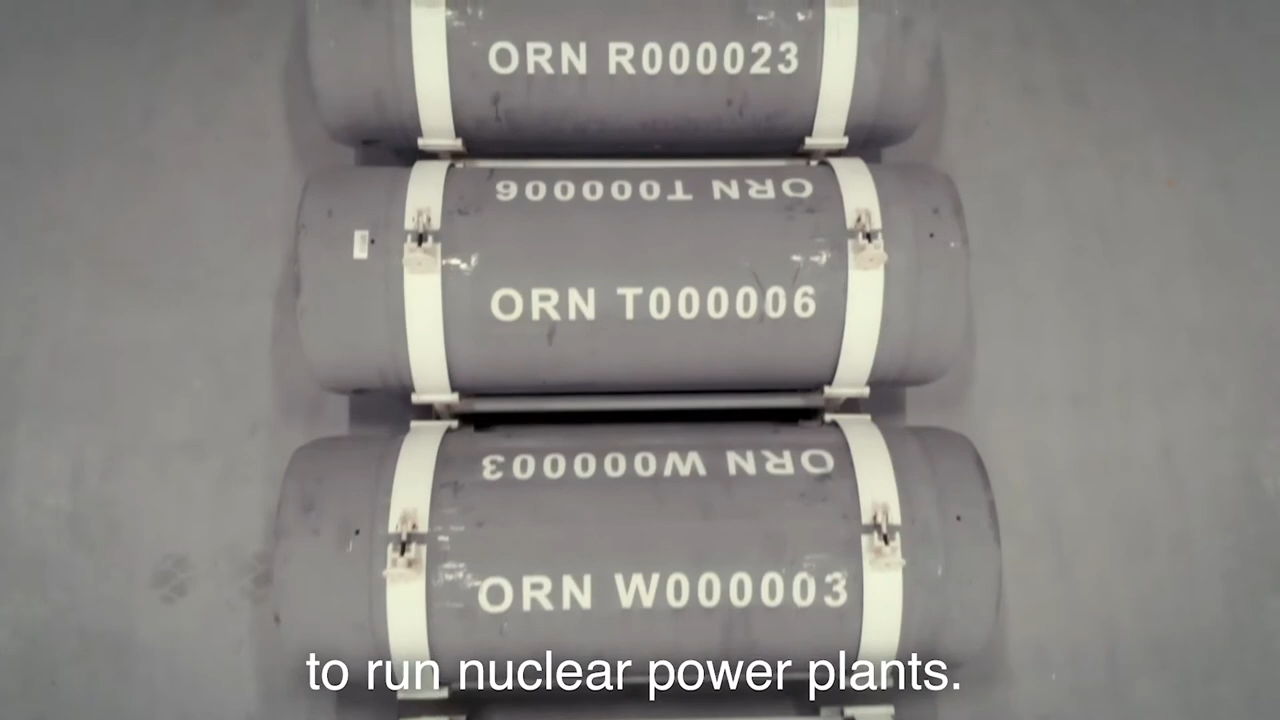 ORN R000023
ORN T000006
ORN T000006
ORN W000003
ORN W000003
to run nuclear power plants.